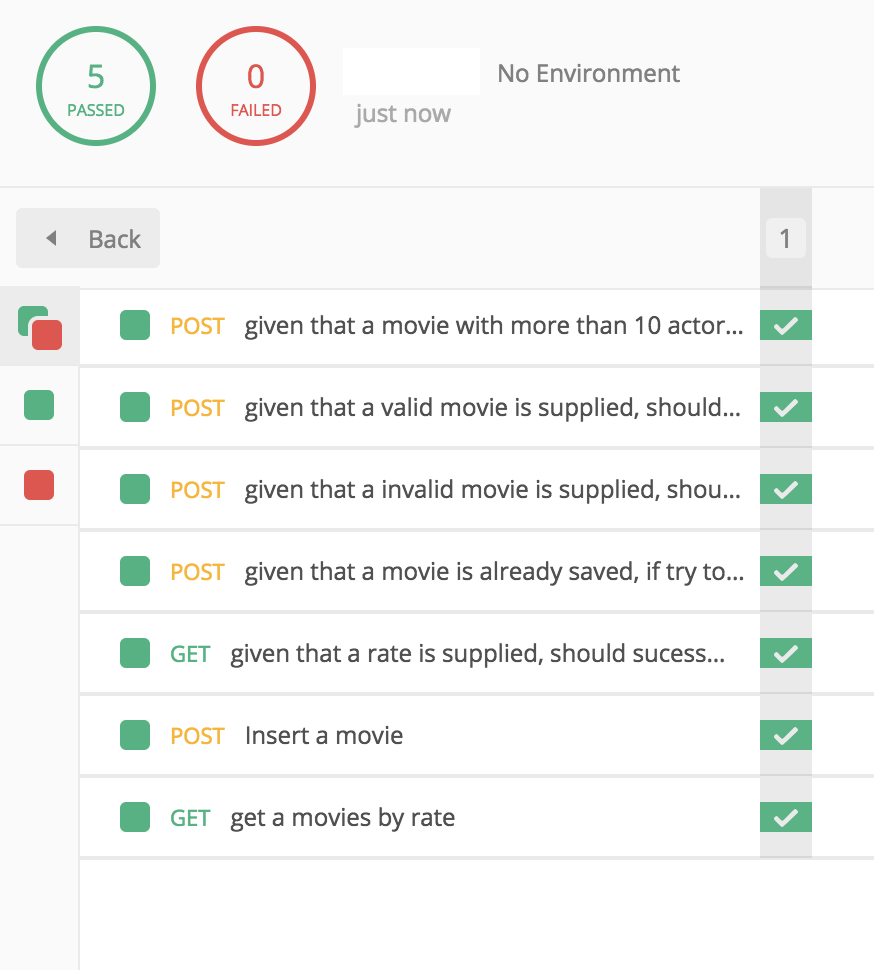 5
PASSED
0
FAILED
No Environment
just now
Back
1
POST given that a movie with more than 10 actor...
POST given that a valid movie is supplied, should...
POST given that a invalid movie is supplied, shou...
POST given that a movie is already saved, if try to...
GET given that a rate is supplied, should sucess...
POST Insert a movie
GET get a movies by rate